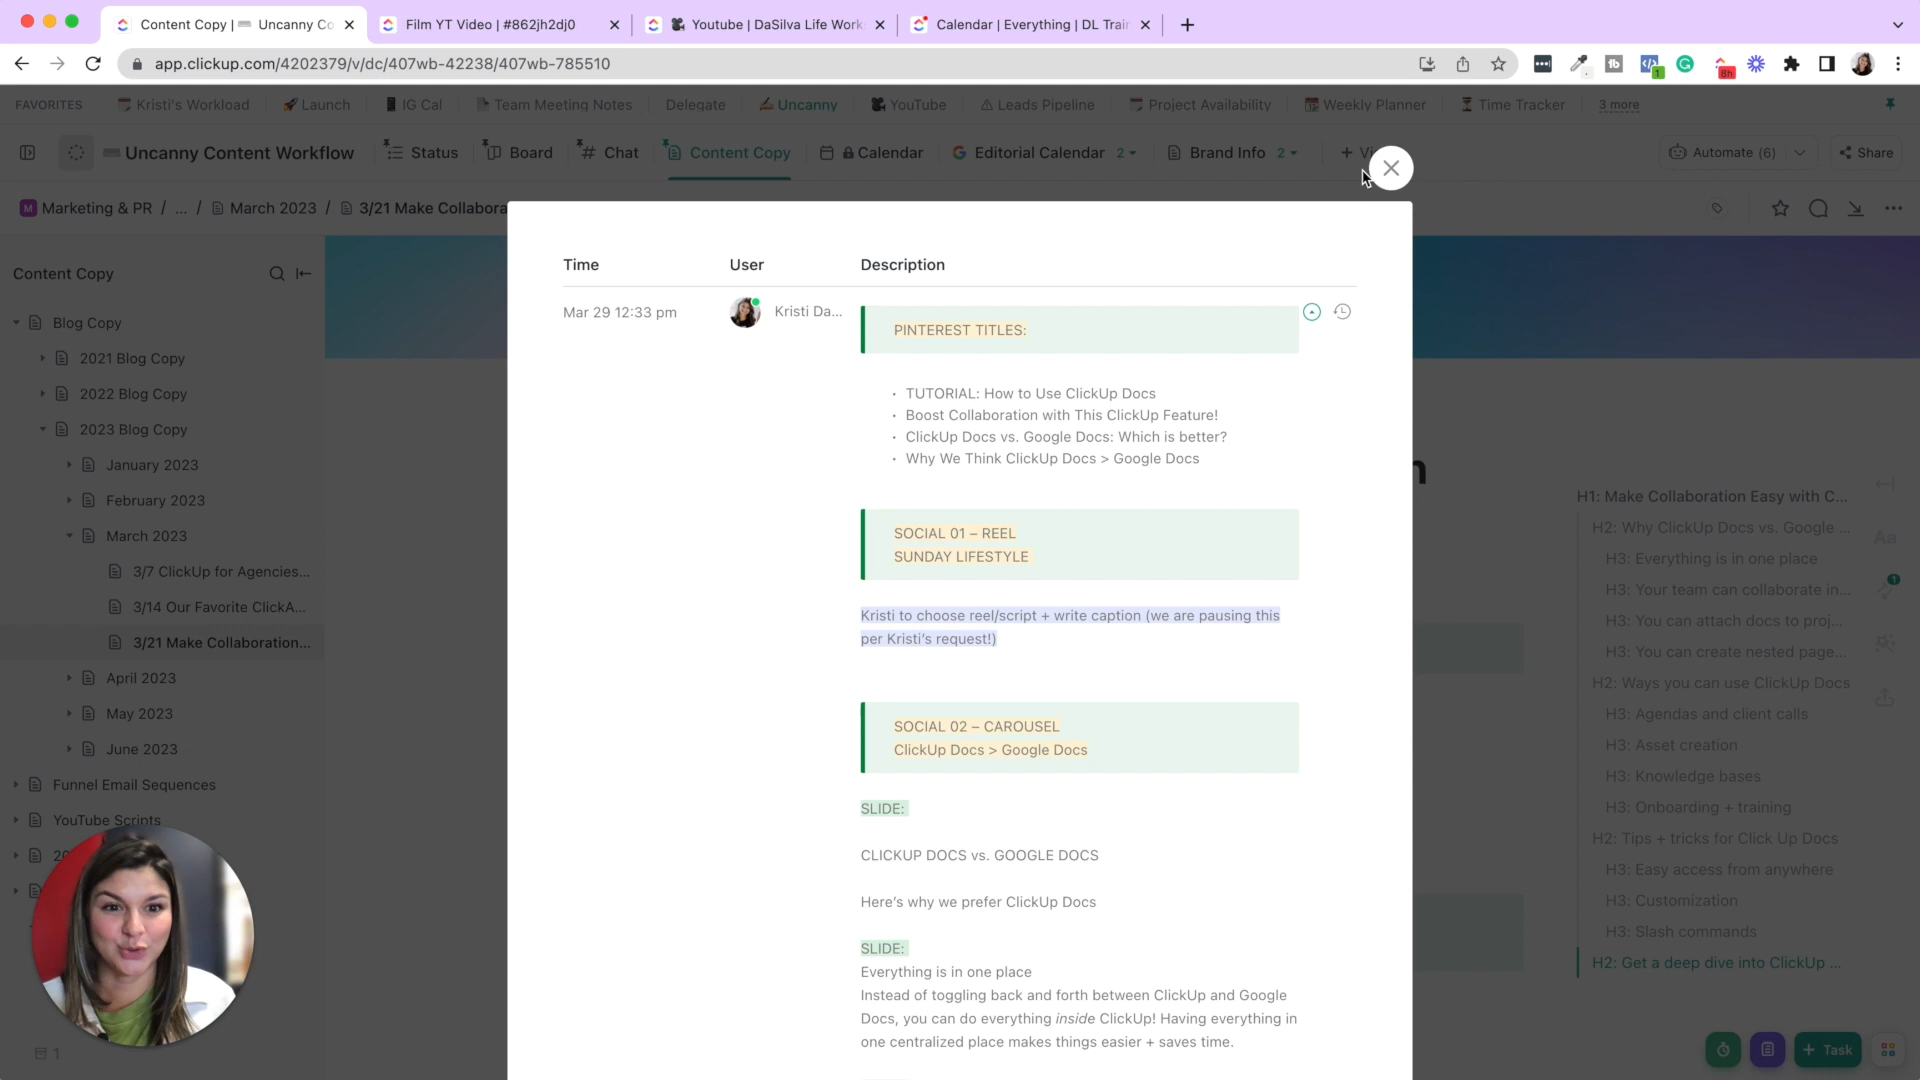 Content Copy | Uncanny Co
Film YT Video | #862jh2dj0
Youtube | DaSilva Life Work
Calendar | Everything | DL Trai
app.clickup.com/4202379/v/dc/407wb-42238/407wb-785510
1
8h
FAVORITES
Kristi's Workload
Launch
IG Cal
Team Meeting Notes
Delegate
Uncanny
YouTube
Leads Pipeline
Project Availability
Weekly Planner
Time Tracker
3 more
Uncanny Content Workflow
Status
Board
Chat
Content Copy
Calendar
Editorial Calendar 2
Brand Info 2
+ Vi
Automate (6)
Share
M Marketing & PR / ... / March 2023 / 3/21 Make Collabora
Content Copy
Blog Copy
2021 Blog Copy
2022 Blog Copy
2023 Blog Copy
January 2023
February 2023
March 2023
3/7 ClickUp for Agencies...
3/14 Our Favorite ClickA...
3/21 Make Collaboration...
April 2023
May 2023
June 2023
Funnel Email Sequences
YouTube Scripts
1
Time User Description
Mar 29 12:33 pm
Kristi Da...
PINTEREST TITLES:
• TUTORIAL: How to Use ClickUp Docs
• Boost Collaboration with This ClickUp Feature!
• ClickUp Docs vs. Google Docs: Which is better?
• Why We Think ClickUp Docs > Google Docs
SOCIAL 01 – REEL
SUNDAY LIFESTYLE
Kristi to choose reel/script + write caption (we are pausing this
per Kristi's request!)
SOCIAL 02 – CAROUSEL
ClickUp Docs > Google Docs
SLIDE:
CLICKUP DOCS vs. GOOGLE DOCS
Here's why we prefer ClickUp Docs
SLIDE:
Everything is in one place
Instead of toggling back and forth between ClickUp and Google
Docs, you can do everything inside ClickUp! Having everything in
one centralized place makes things easier + saves time.
n
H1: Make Collaboration Easy with C...
H2: Why ClickUp Docs vs. Google ...
H3: Everything is in one place
H3: Your team can collaborate in...
H3: You can attach docs to proj...
H3: You can create nested page...
H2: Ways you can use ClickUp Docs
H3: Agendas and client calls
H3: Asset creation
H3: Knowledge bases
H3: Onboarding + training
H2: Tips + tricks for Click Up Docs
H3: Easy access from anywhere
H3: Customization
H3: Slash commands
H2: Get a deep dive into ClickUp ...
Aa
1
+ Task